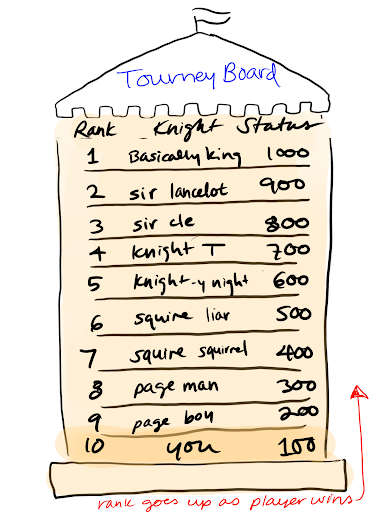 Tourney Board
Rank Knight Status
1 Basically king 1000
2 sir lancelot 900
3 sir cle 800
4 knight T 700
5 knight-y night 600
6 squire liar 500
7 squire squirrel 400
8 page man 300
9 page boy 200
10 you 100
rank goes up as player wins